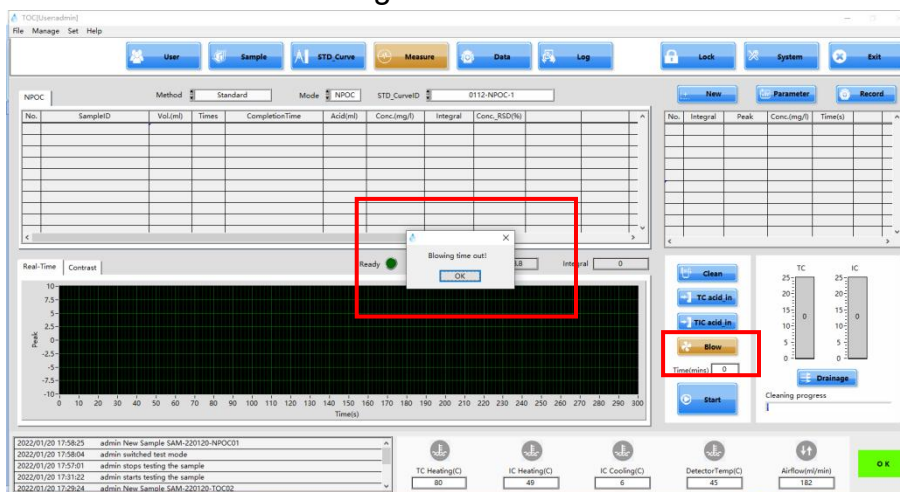 TOC[Usenadmin]
File Manage Set Help
User Sample STD_Curve Measure Data Log Lock System Exit
NPOC Method Standard Mode NPOC STD_CurveID 0112-NPOC-1 New Parameter Record
No. SampleID Vol.(ml) Times CompletionTime Acid(ml) Conc.(mg/l) Integral Conc._RSD(%)
No. Integral Peak Conc.(mg/l) Time(s)
Blowing time out!
OK
Real-Time Contrast Ready Integral 0
Peak
10
7.5
5
2.5
0
-2.5
-5
-7.5
-10
0 10 20 30 40 50 60 70 80 90 100 110 120 130 140 150 160 170 180 190 200 210 220 230 240 250 260 270 280 290 300
Time(s)
Clean
TC acid_in
TIC acid_in
Blow
Time(mins) 0
Start
TC IC
25 25
20 20
15 15
0 0
10 10
5 5
0 0
Drainage
Cleaning progress
2022/01/20 17:58:25 admin New Sample SAM-220120-NPOC01
2022/01/20 17:58:04 admin switched test mode
2022/01/20 17:57:01 admin stops testing the sample
2022/01/20 17:31:22 admin starts testing the sample
2022/01/20 17:29:24 admin New Sample SAM-220120-TOC02
TC Heating(C) IC Heating(C) IC Cooling(C) DetectorTemp(C) Airflow(ml/min)
80 49 6 45 182
OK